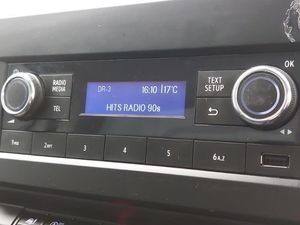 RADIO
MEDIA
DR-3
16:10 17°C
TEXT
SETUP
OK
TEL
HITS RADIO 90s
1
2
3
4
5
6